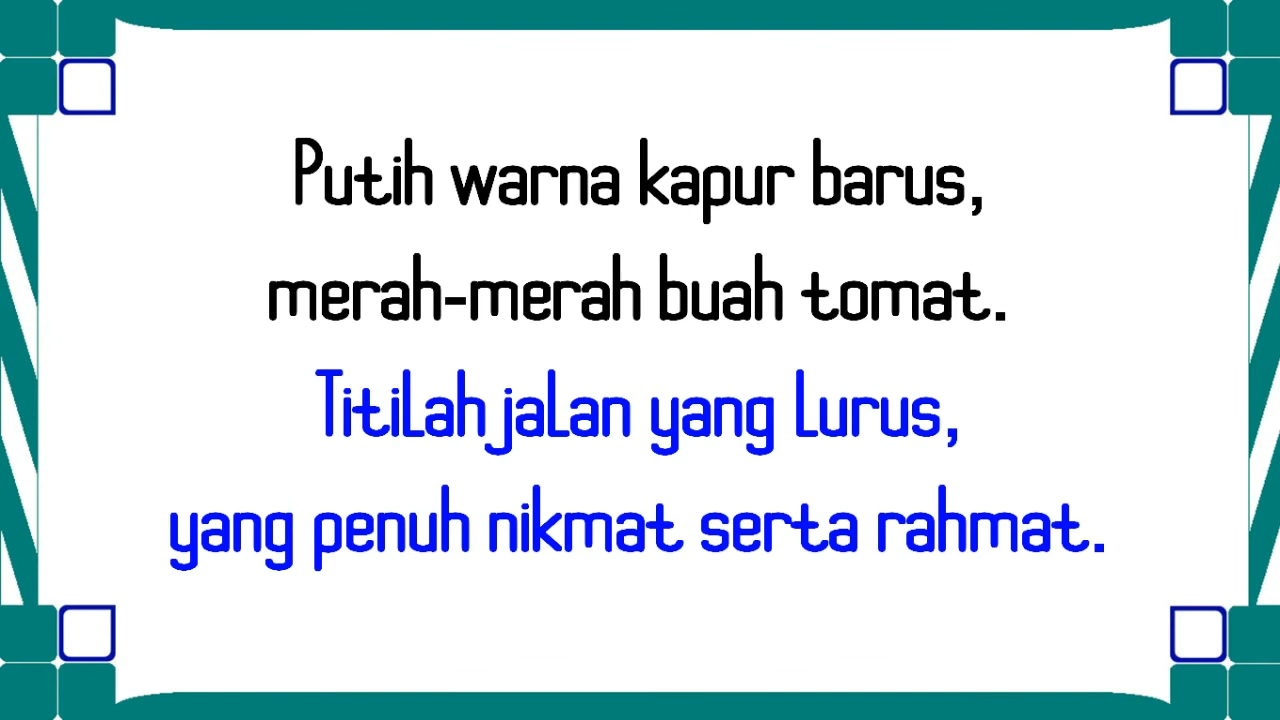 Putih warna kapur barus,
merah-merah buah tomat.
Titilah jalan yang lurus,
yang penuh nikmat serta rahmat.